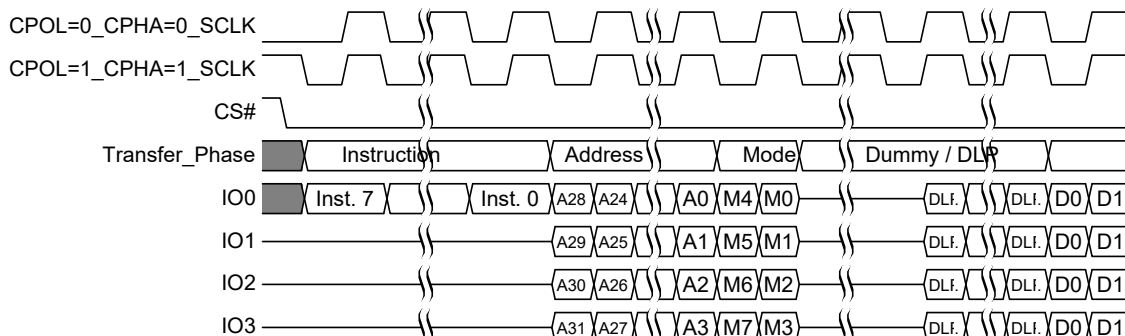 CPOL=0_CPHA=0_SCLK
CPOL=1_CPHA=1_SCLK
CS#
Transfer_Phase Instruction Address Mode Dummy / DLP
IO0 Inst. 7 Inst. 0 A28 A24 A0 M4 M0 DLP. DLP. D0 D1
IO1 A29 A25 A1 M5 M1 DLP. DLP. D0 D1
IO2 A30 A26 A2 M6 M2 DLP. DLP. D0 D1
IO3 A31 A27 A3 M7 M3 DLP. DLP. D0 D1